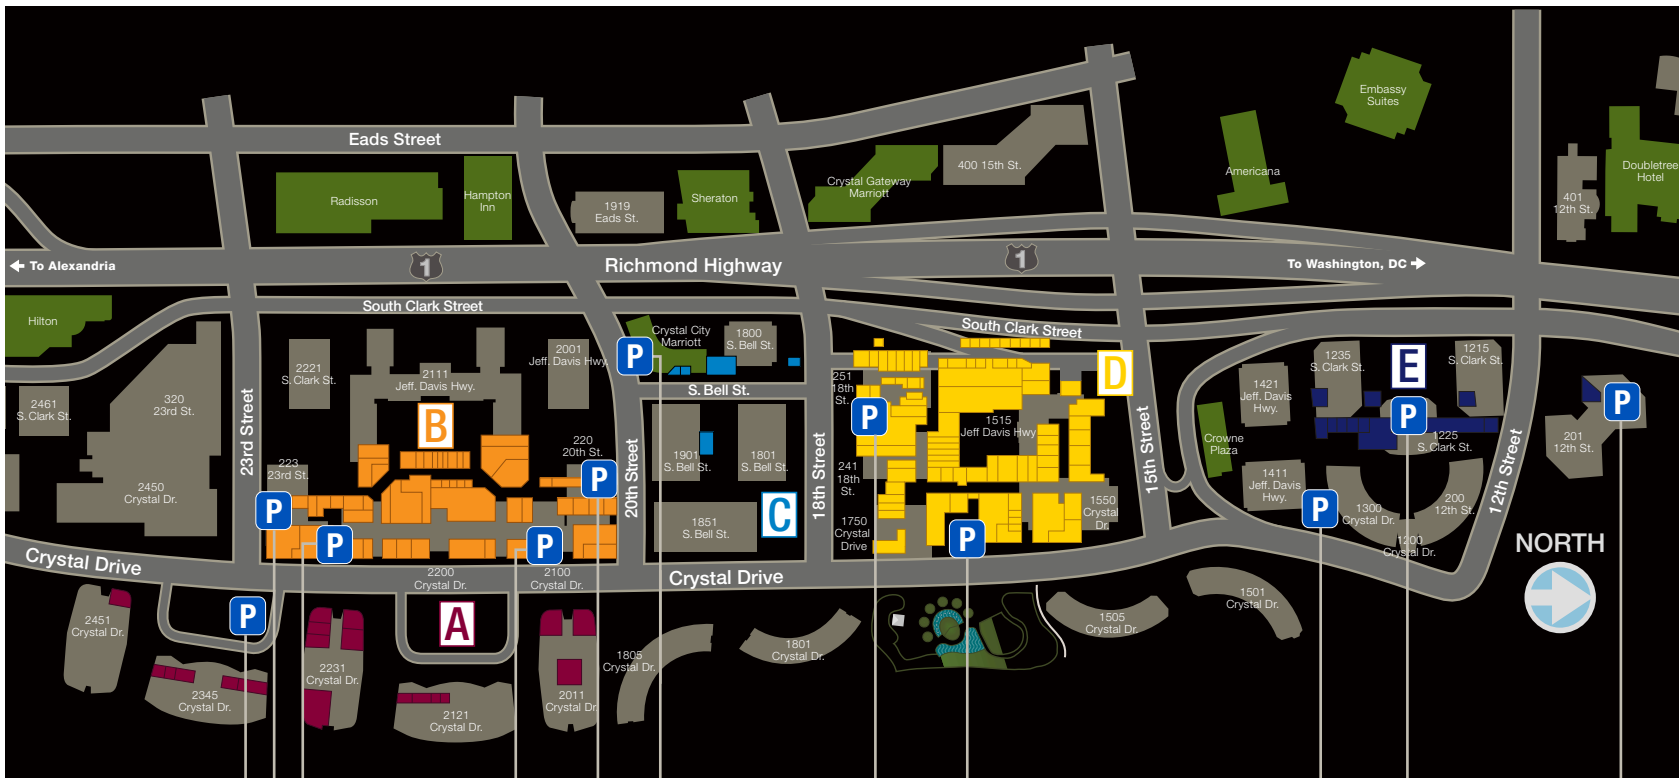 Eads Street
Embassy
Suites
Radisson
Hampton
Inn
1919
Eads St.
Sheraton
Crystal Gateway
Marriott
400 15th St.
Americana
401
12th St.
Doubletree
Hotel
To Alexandria
1
Richmond Highway
1
To Washington, DC
South Clark Street
South Clark Street
Hilton
2461
S. Clark St.
320
23rd St.
2450
Crystal Dr.
23rd Street
2221
S. Clark St.
2111
Jeff. Davis Hwy.
2001
Jeff. Davis Hwy.
B
223
23rd St.
220
20th St.
P
P
P
P
20th Street
P
Crystal City
Marriott
1800
S. Bell St.
S. Bell St.
1901
S. Bell St.
1801
S. Bell St.
1851
S. Bell St.
C
18th Street
251
18th St.
P
241
18th St.
1750
Crystal
Drive
1515
Jeff Davis Hwy
D
P
1550
Crystal
Dr.
15th Street
Crowne
Plaza
1421
Jeff. Davis
Hwy.
1411
Jeff. Davis
Hwy.
1235
S. Clark St.
E
1215
S. Clark St.
P
1225
S. Clark St.
P
1300
Crystal Dr.
200
12th St.
1200
Crystal Dr.
12th Street
201
12th St.
P
NORTH
Crystal Drive
2200
Crystal Dr.
2100
Crystal Dr.
Crystal Drive
2451
Crystal Dr.
P
2345
Crystal Dr.
2231
Crystal Dr.
A
2121
Crystal Dr.
2011
Crystal Dr.
1805
Crystal Dr.
1801
Crystal Dr.
1505
Crystal Dr.
1501
Crystal Dr.